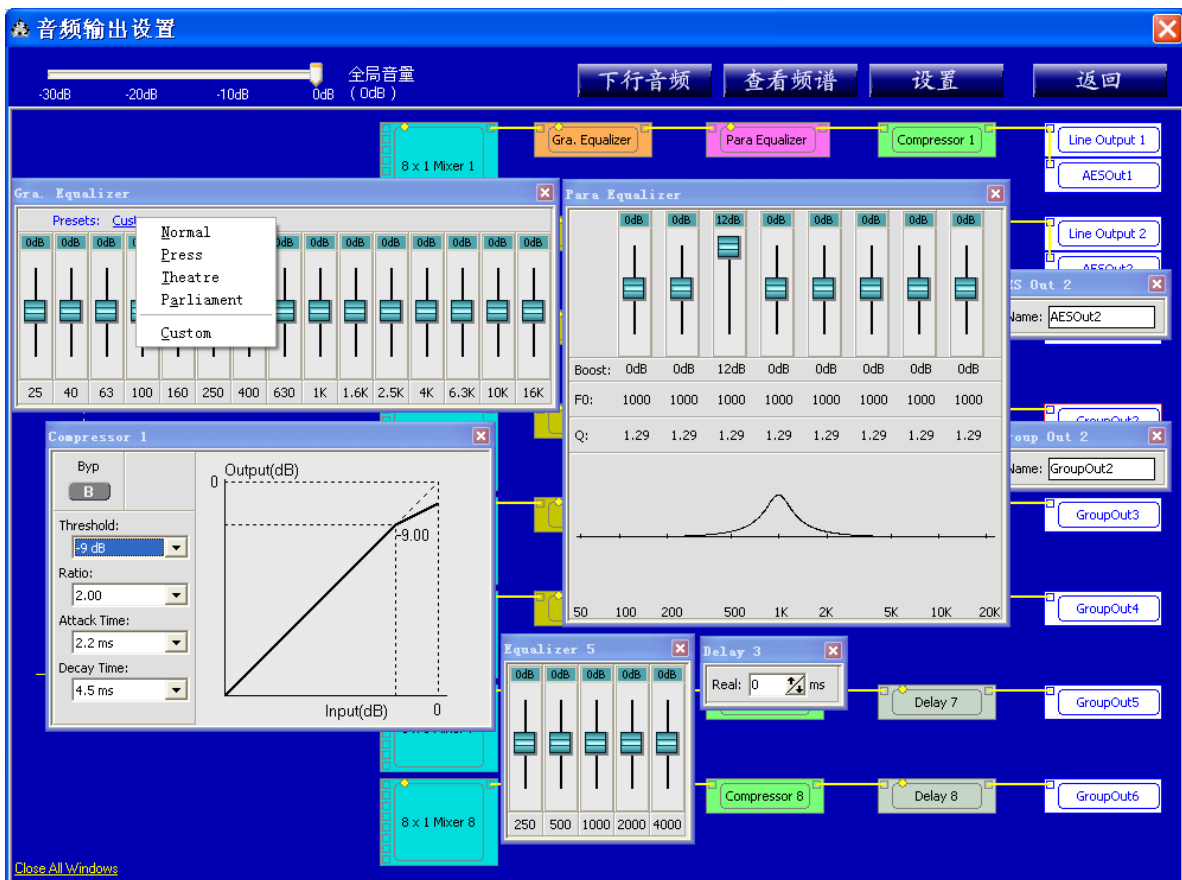 音频输出设置
全局音量
下行音频 查看频谱 设置 返回
-30dB -20dB -10dB 0dB ( 0dB )
Gra. Equalizer Para Equalizer Compressor 1 Line Output 1
8 x 1 Mixer 1
AESOut1
Gra. Equalizer
Presets:
Normal
Press
Theatre
Parliament
Custom
0dB 0dB 0dB 0dB 0dB 0dB 0dB 0dB 0dB 0dB 0dB
25 40 63 100 160 250 400 630 1K 1.6K 2.5K 4K 6.3K 10K 16K
Para Equalizer
0dB 0dB 12dB 0dB 0dB 0dB 0dB 0dB
Boost: 0dB 0dB 12dB 0dB 0dB 0dB 0dB 0dB
F0: 1000 1000 1000 1000 1000 1000 1000 1000
Q: 1.29 1.29 1.29 1.29 1.29 1.29 1.29 1.29
50 100 200 500 1K 2K 5K 10K 20K
Line Output 2
Out 2
Name: AESOut2
Out 2
Name: GroupOut2
GroupOut3
GroupOut4
Compressor 1
Byp
B
Threshold:
-9 dB
Ratio:
2.00
Attack Time:
2.2 ms
Decay Time:
4.5 ms
Output(dB)
0
-9.00
Input(dB) 0
Equalizer 5
0dB 0dB 0dB 0dB 0dB
250 500 1000 2000 4000
Delay 3
Real: 0 ms
Delay 7 GroupOut5
8 x 1 Mixer 8 Compressor 8 Delay 8 GroupOut6
Close All Windows